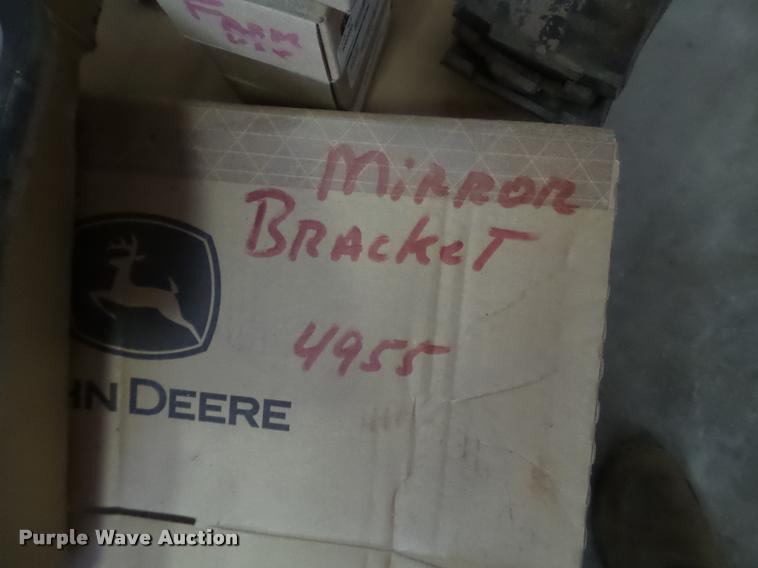 MiRROR
BRAckeT
4955
HN DEERE
Purple Wave Auction